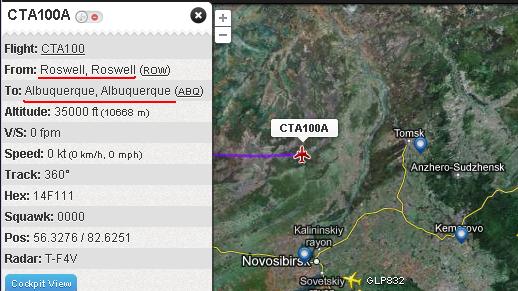 CTA100A
Flight: CTA100
From: Roswell, Roswell (ROW)
To: Albuquerque, Albuquerque (ABQ)
Altitude: 35000 ft (10668 m)
V/S: 0 fpm
Speed: 0 kt (0 km/h, 0 mph)
Track: 360°
Hex: 14F111
Squawk: 0000
Pos: 56.3276 / 82.6251
Radar: T-F4V
Cockpit View
+
−
CTA100A
Tomsk
Anzhero-Sudzhensk
Kalininskiy
rayon
Kemerovo
Novosibirsk
Sovetskiy
GLP832